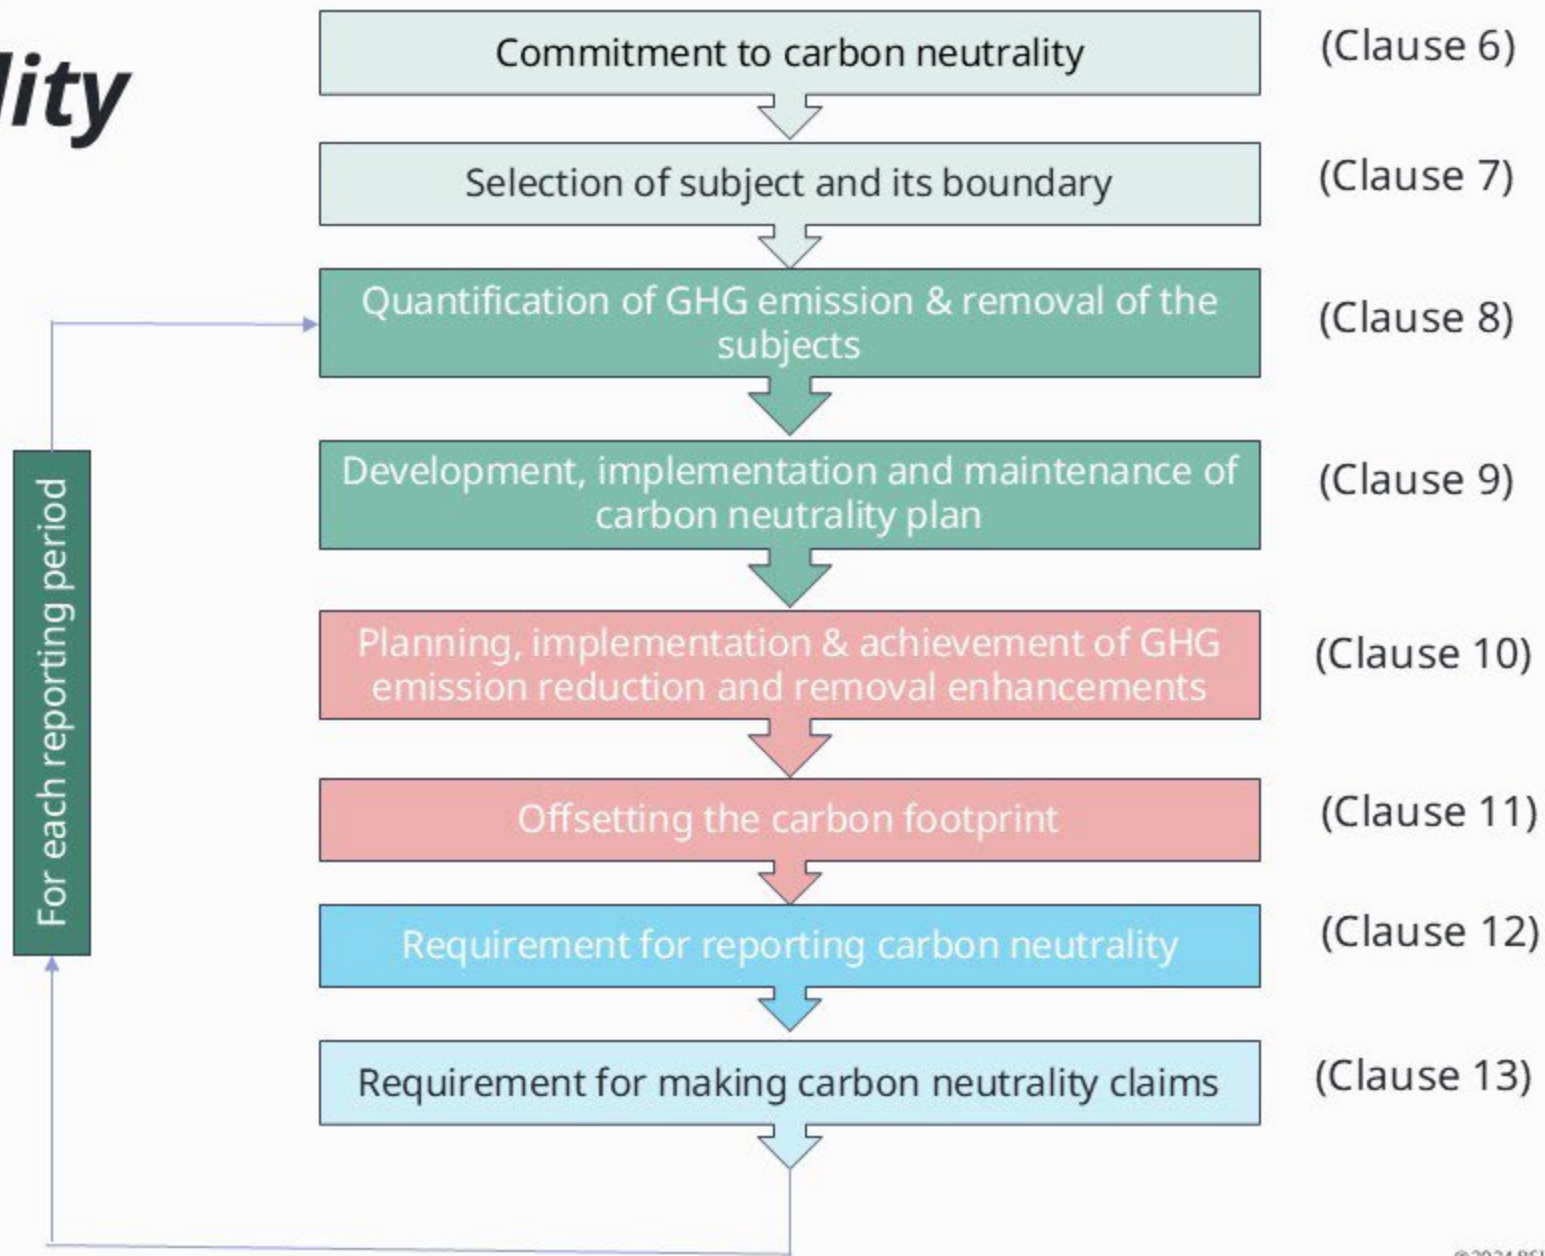 lity
Commitment to carbon neutrality
(Clause 6)
Selection of subject and its boundary
(Clause 7)
Quantification of GHG emission & removal of the
subjects
(Clause 8)
Development, implementation and maintenance of
carbon neutrality plan
(Clause 9)
For each reporting period
Planning, implementation & achievement of GHG
emission reduction and removal enhancements
(Clause 10)
Offsetting the carbon footprint
(Clause 11)
Requirement for reporting carbon neutrality
(Clause 12)
Requirement for making carbon neutrality claims
(Clause 13)